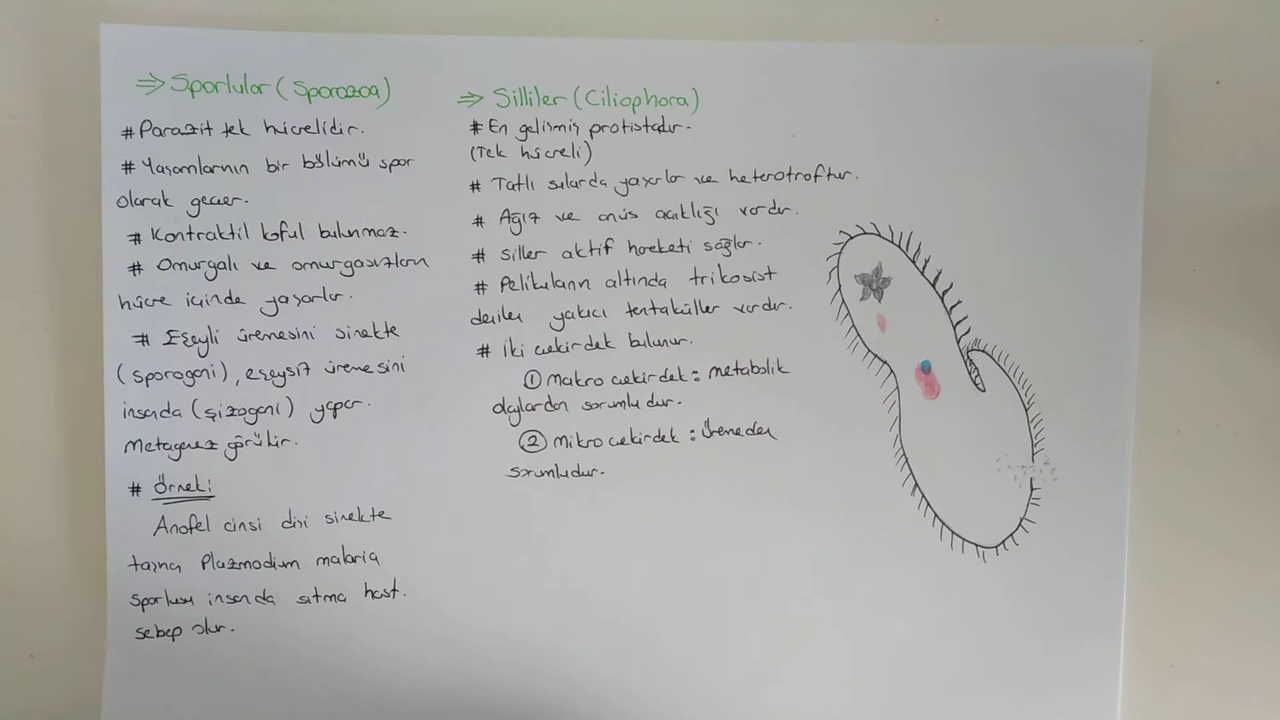 ⇒ Sporlular (Sporozoa)
# Parazit tek hücrelidir.
# Yaşamlarının bir bölümü spor
olarak geçer.
# Kontraktil koful bulunmaz.
# Omurgalı ve omurgasızların
hücre içinde yaşarlar.
# Eşeyli üremesini sinekte
(sporogoni), eşeysiz üremesini
insanda (şizogoni) yapar.
Metagenez görülür.
# Örnek:
Anofel cinsi dişi sinekte
taşınan Plazmodium malaria
sporlusu insanda sıtma hast.
sebep olur.
⇒ Silliler (Ciliophora)
# En gelişmiş protistadır.
(Tek hücreli)
# Tatlı sularda yaşarlar ve heterotroftur.
# Ağız ve anüs açıklığı vardır.
# Siller aktif hareketi sağlar.
# Pelikulanın altında trikosist
denilen yakıcı tentaküller vardır.
# İki çekirdek bulunur.
① Makro çekirdek: metabolik
olaylardan sorumludur.
② Mikro çekirdek: Üremeden
sorumludur.